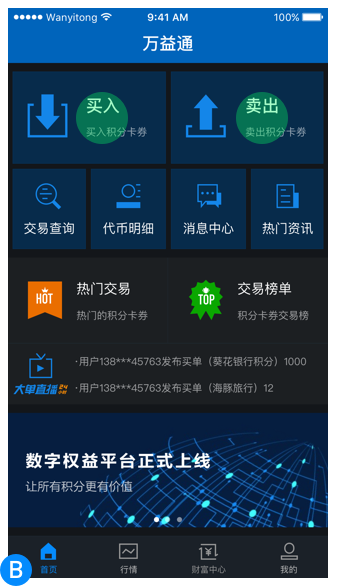 Wanyitong 9:41 AM 100%
万益通
买入 卖出
买入积分卡券 卖出积分卡券
交易查询 代币明细 消息中心 热门资讯
HOT 热门交易 TOP 交易榜单
热门的积分卡券 积分卡券交易榜
·用户138***45763发布买单（葵花银行积分）1000
大单直播 24小时 ·用户138***45763发布买单（海豚旅行）12
数字权益平台正式上线
让所有积分更有价值
B 首页 行情 财富中心 我的